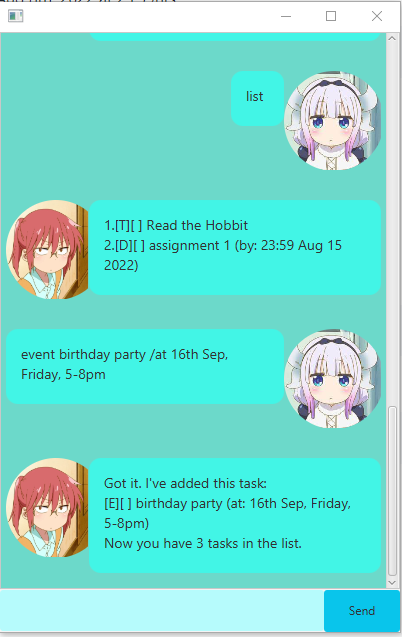 list
1.[T][ ] Read the Hobbit
2.[D][ ] assignment 1 (by: 23:59 Aug 15
2022)
event birthday party /at 16th Sep,
Friday, 5-8pm
Got it. I've added this task:
[E][ ] birthday party (at: 16th Sep, Friday,
5-8pm)
Now you have 3 tasks in the list.
Send